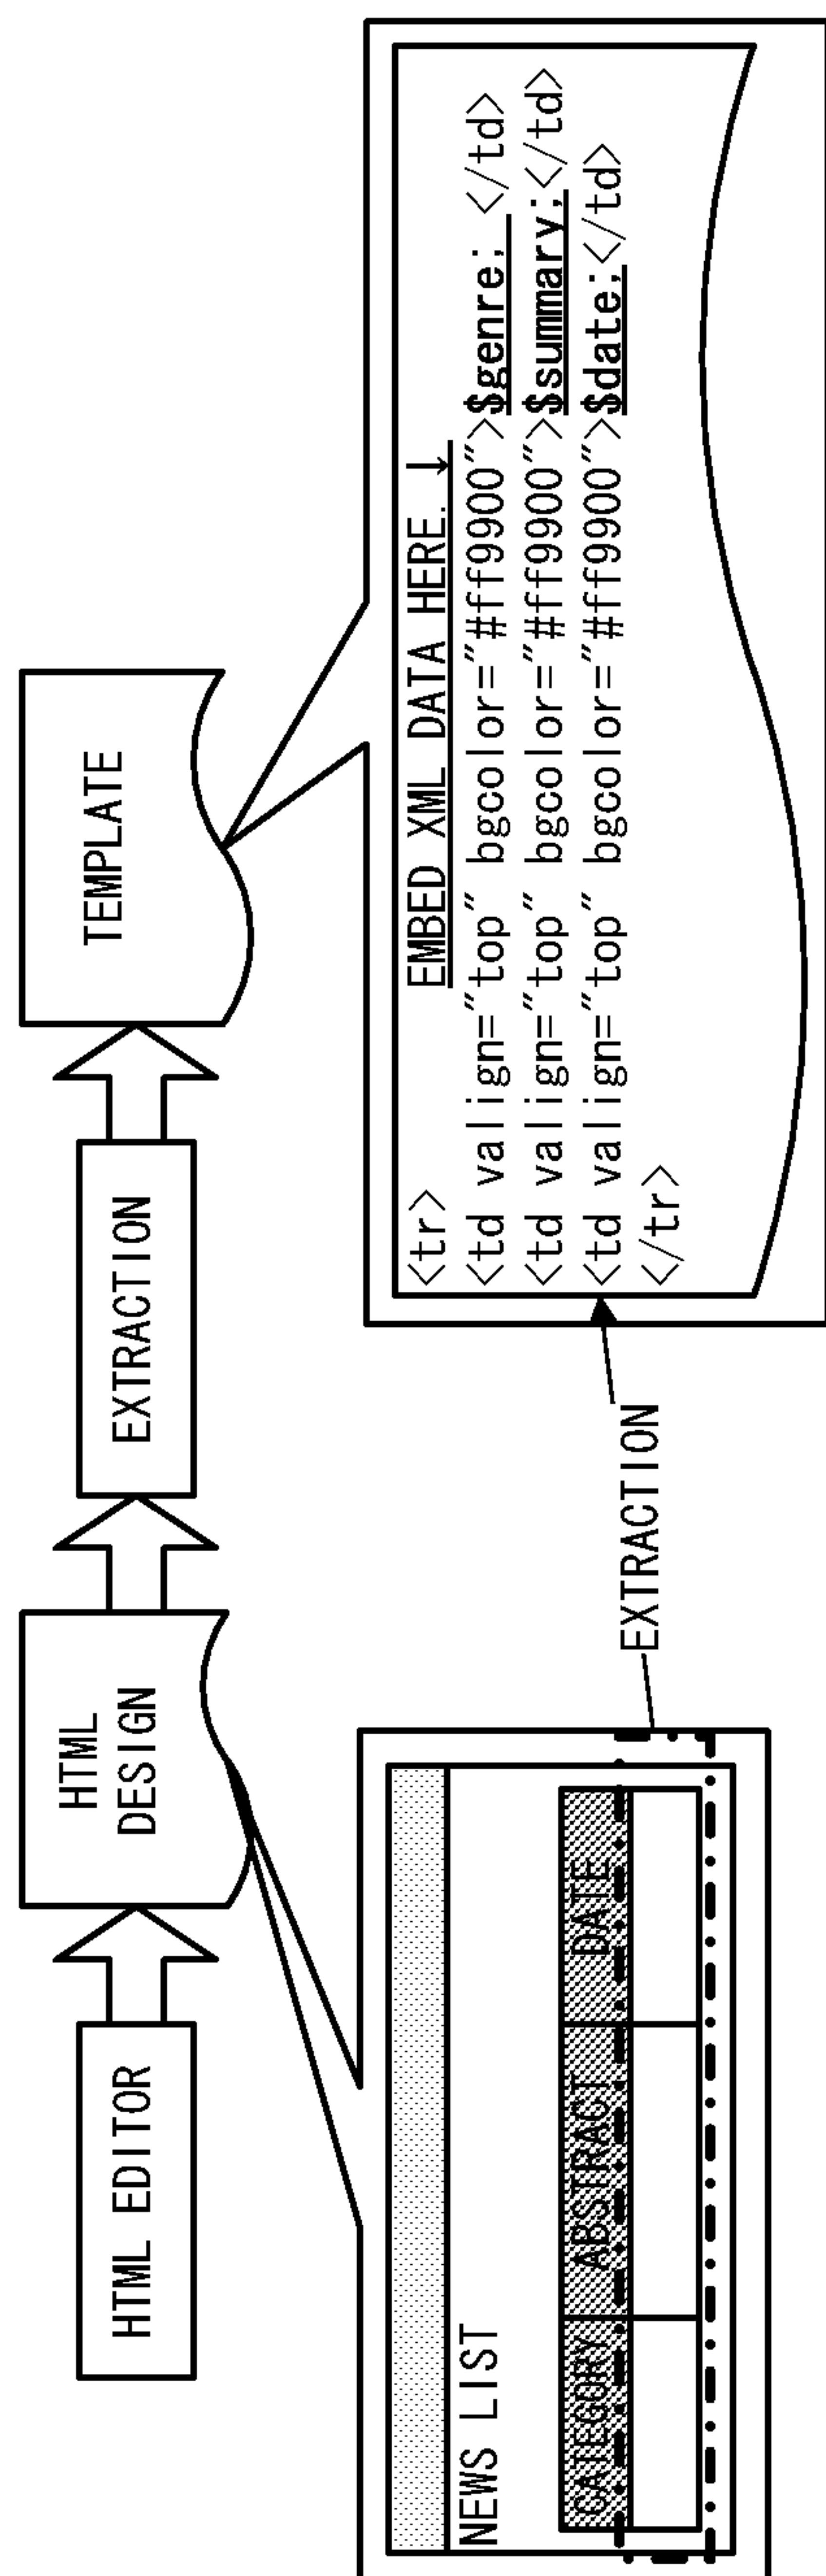 HTML EDITOR
HTML
DESIGN
EXTRACTION
TEMPLATE
NEWS LIST
CATEGORY ABSTRACT DATE
EXTRACTION
<tr> EMBED XML DATA HERE. ↓
<td valign="top" bgcolor="#ff9900">$genre; </td>
<td valign="top" bgcolor="#ff9900">$summary;</td>
<td valign="top" bgcolor="#ff9900">$date;</td>
</tr>